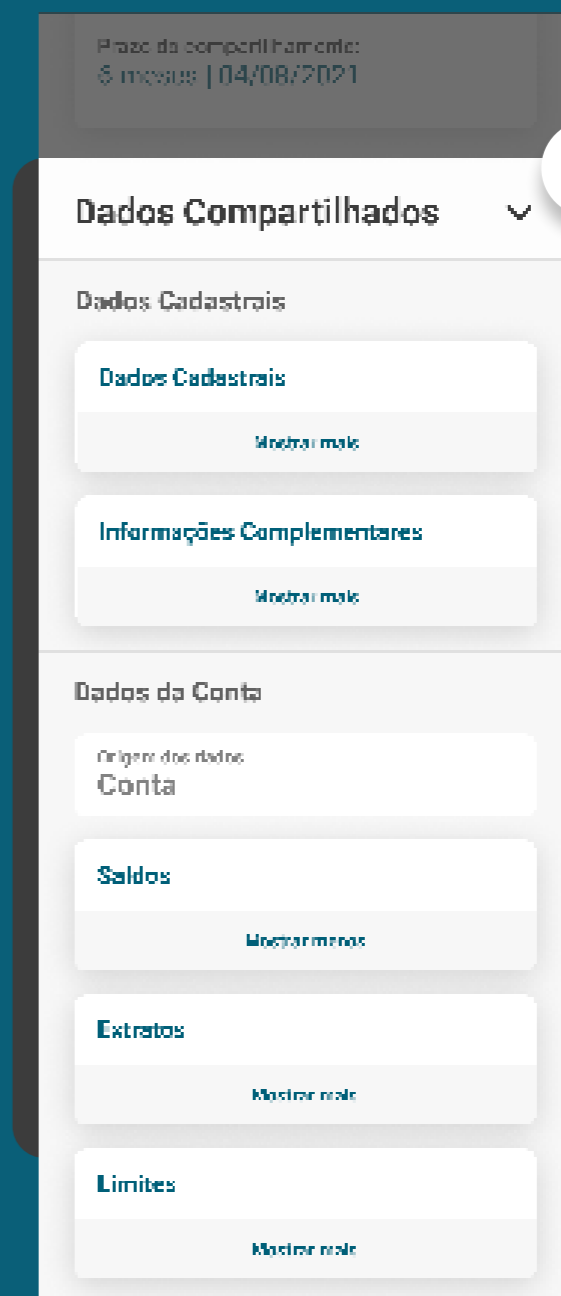 Prazo de compartilhamento:
6 meses | 04/08/2021
Dados Compartilhados
Dados Cadastrais
Dados Cadastrais
Mostrar mais
Informações Complementares
Mostrar mais
Dados da Conta
Origem dos dados
Conta
Saldos
Mostrar menos
Extratos
Mostrar mais
Limites
Mostrar mais